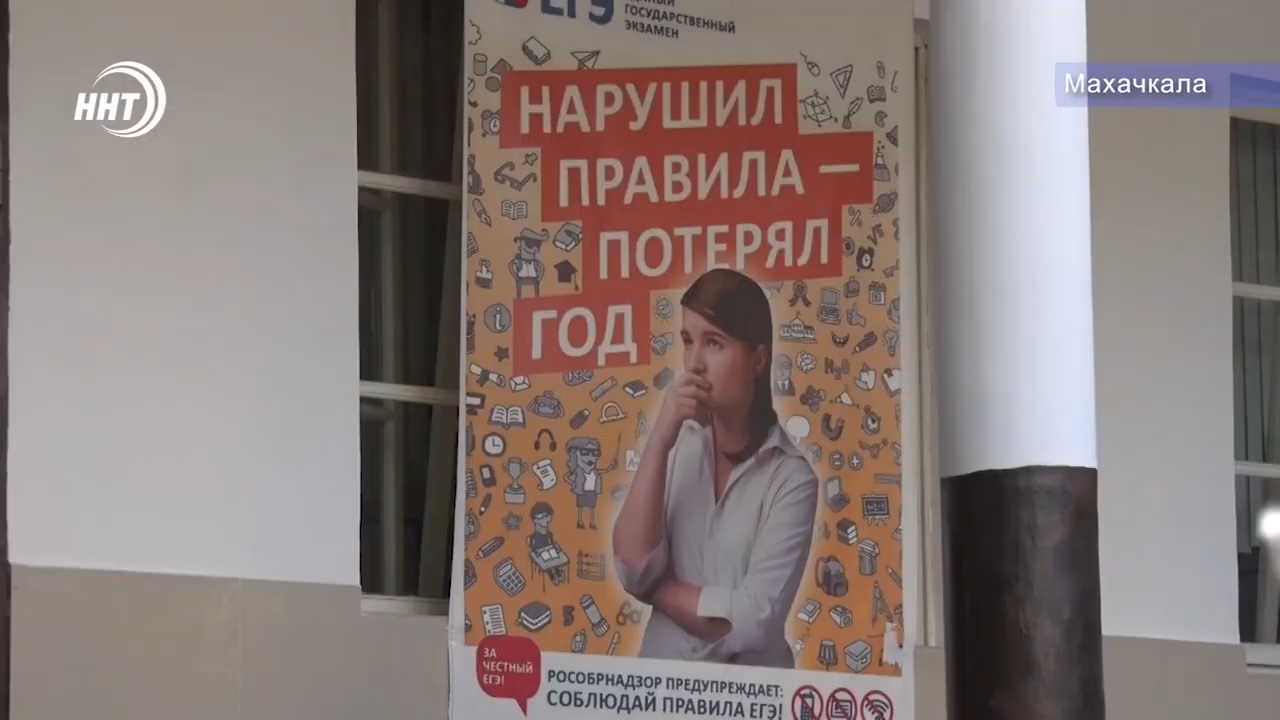 ННТ
Махачкала
ЕГЭ
ГОСУДАРСТВЕННЫЙ
ЭКЗАМЕН
НАРУШИЛ
ПРАВИЛА —
ПОТЕРЯЛ
ГОД
ЗА
ЧЕСТНЫЙ
ЕГЭ!
РОСОБРНАДЗОР ПРЕДУПРЕЖДАЕТ:
СОБЛЮДАЙ ПРАВИЛА ЕГЭ!